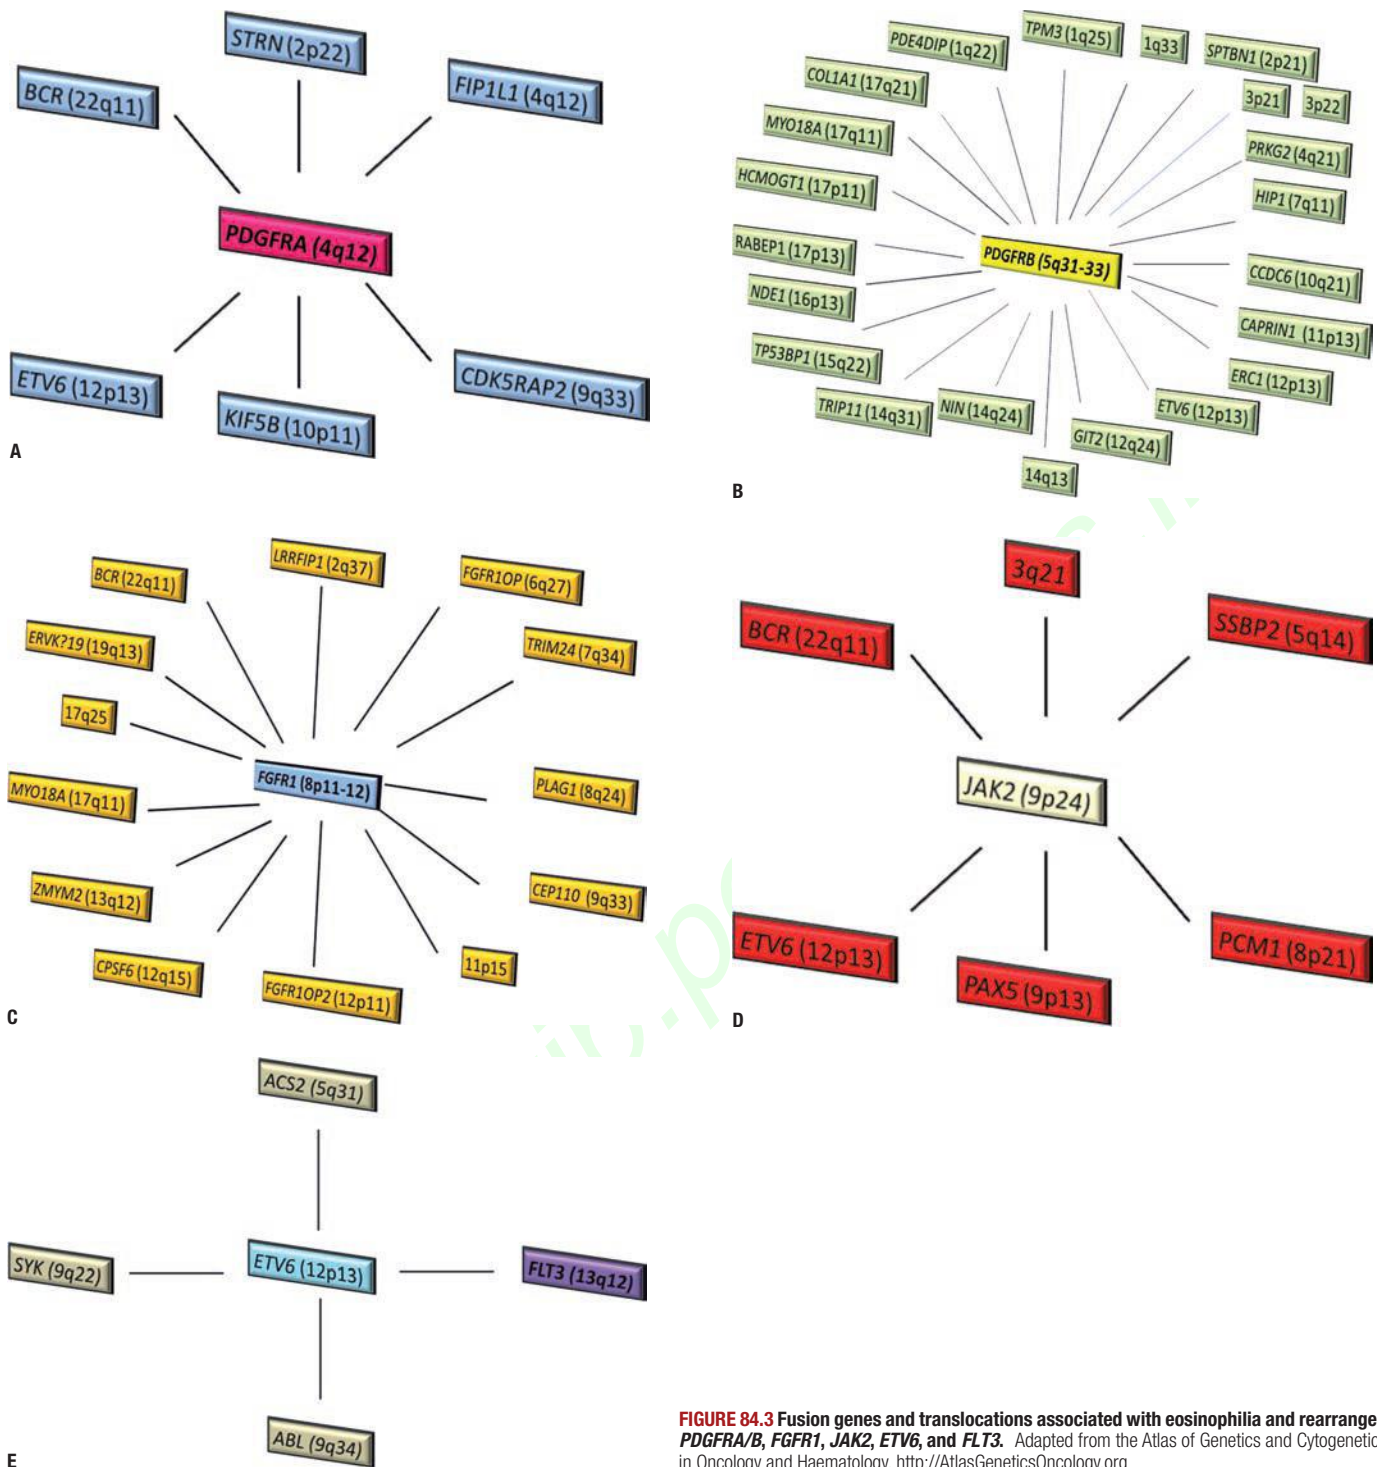 STRN (2p22)
BCR (22q11)
FIP1L1 (4q12)
PDGFRA (4q12)
ETV6 (12p13)
KIF5B (10p11)
CDK5RAP2 (9q33)
A
TPM3 (1q25)
1q33
PDE4DIP (1q22)
SPTBN1 (2p21)
COL1A1 (17q21)
3p21
3p22
MYO18A (17q11)
PRKG2 (4q21)
HCMOGT1 (17p11)
HIP1 (7q11)
RABEP1 (17p13)
PDGFRB (5q31-33)
CCDC6 (10q21)
NDE1 (16p13)
CAPRIN1 (11p13)
TP53BP1 (15q22)
ERC1 (12p13)
TRIP11 (14q31)
NIN (14q24)
ETV6 (12p13)
GIT2 (12q24)
14q13
B
LRRFIP1 (2q37)
BCR (22q11)
FGFR1OP (6q27)
ERVK?19 (19q13)
TRIM24 (7q34)
17q25
FGFR1 (8p11-12)
MYO18A (17q11)
PLAG1 (8q24)
ZMYM2 (13q12)
CEP110 (9q33)
CPSF6 (12q15)
FGFR1OP2 (12p11)
11p15
C
3q21
BCR (22q11)
SSBP2 (5q14)
JAK2 (9p24)
ETV6 (12p13)
PAX5 (9p13)
PCM1 (8p21)
D
ACS2 (5q31)
SYK (9q22)
ETV6 (12p13)
FLT3 (13q12)
ABL (9q34)
E
FIGURE 84.3 Fusion genes and translocations associated with eosinophilia and rearrange
PDGFRA/B, FGFR1, JAK2, ETV6, and FLT3. Adapted from the Atlas of Genetics and Cytogenetic
in Oncology and Haematology, http://AtlasGeneticsOncology.org